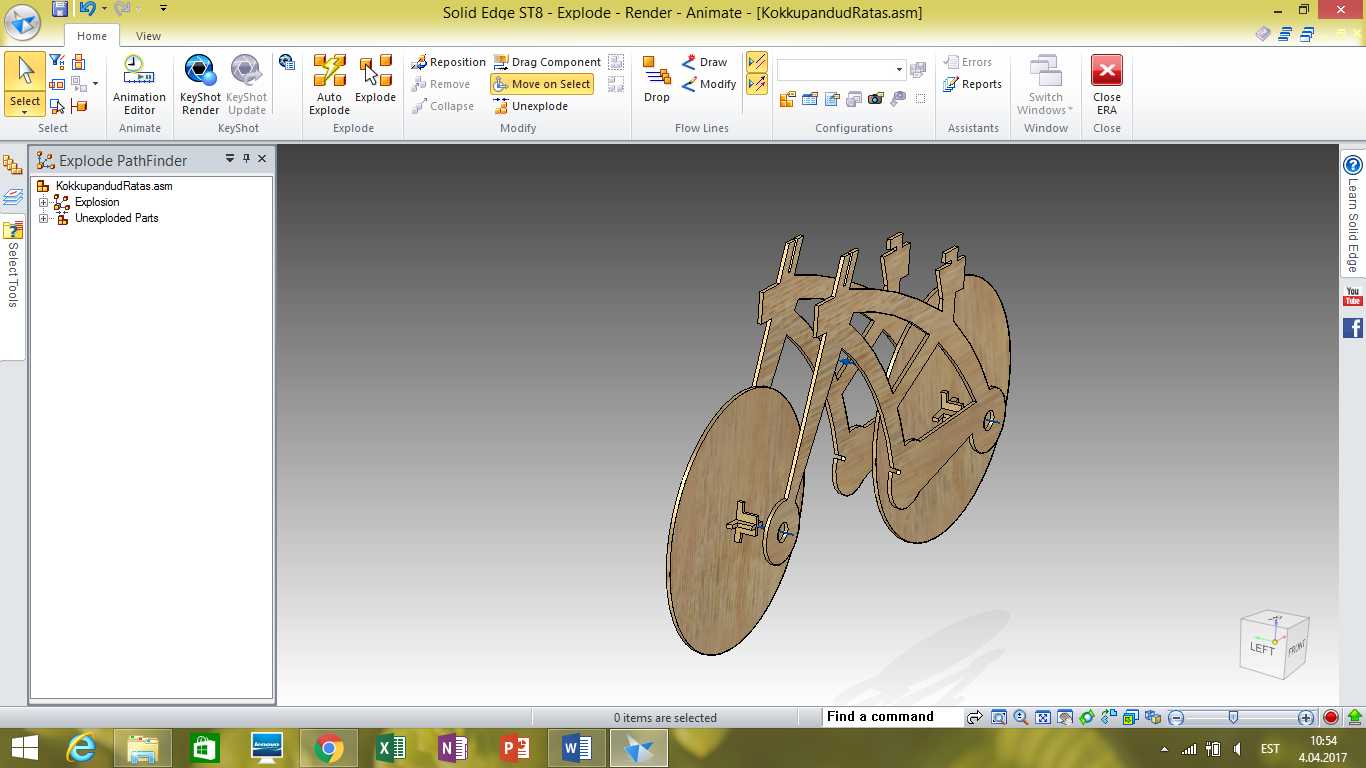 Solid Edge ST8 - Explode - Render - Animate - [KokkupandudRatas.asm]
Home
View
Select
Select
Animation
Editor
Animate
KeyShot
Render
KeyShot
Update
KeyShot
Auto
Explode
Explode
Explode
Reposition
Remove
Collapse
Drag Component
Move on Select
Unexplode
Modify
Drop
Draw
Modify
Flow Lines
Configurations
Errors
Reports
Assistants
Switch
Windows
Window
Close
ERA
Close
Explode PathFinder
KokkupandudRatas.asm
Explosion
Unexploded Parts
Select Tools
Learn Solid Edge
You
Tube
LEFT
FRONT
0 items are selected
Find a command
lenovo
EST
10:54
4.04.2017